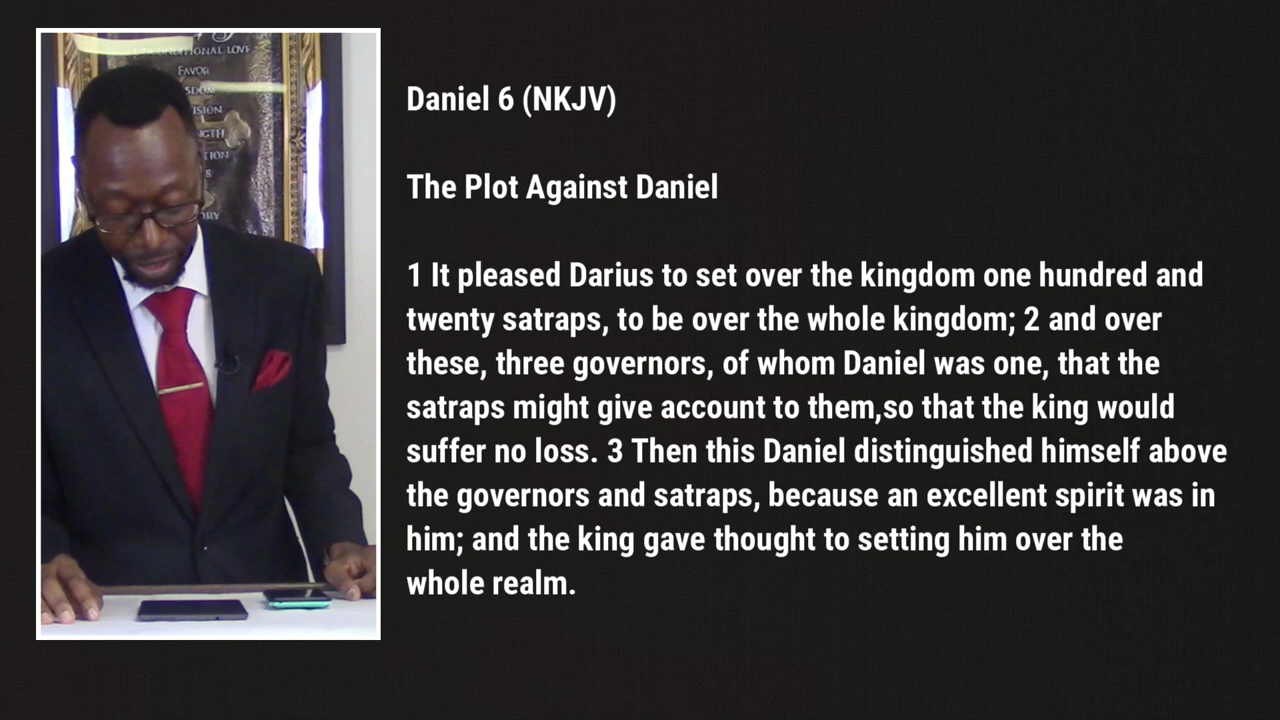 UNCONDITIONAL LOVE
FAVOR
Daniel 6 (NKJV)
The Plot Against Daniel
1 It pleased Darius to set over the kingdom one hundred and
twenty satraps, to be over the whole kingdom; 2 and over
these, three governors, of whom Daniel was one, that the
satraps might give account to them,so that the king would
suffer no loss. 3 Then this Daniel distinguished himself above
the governors and satraps, because an excellent spirit was in
him; and the king gave thought to setting him over the
whole realm.